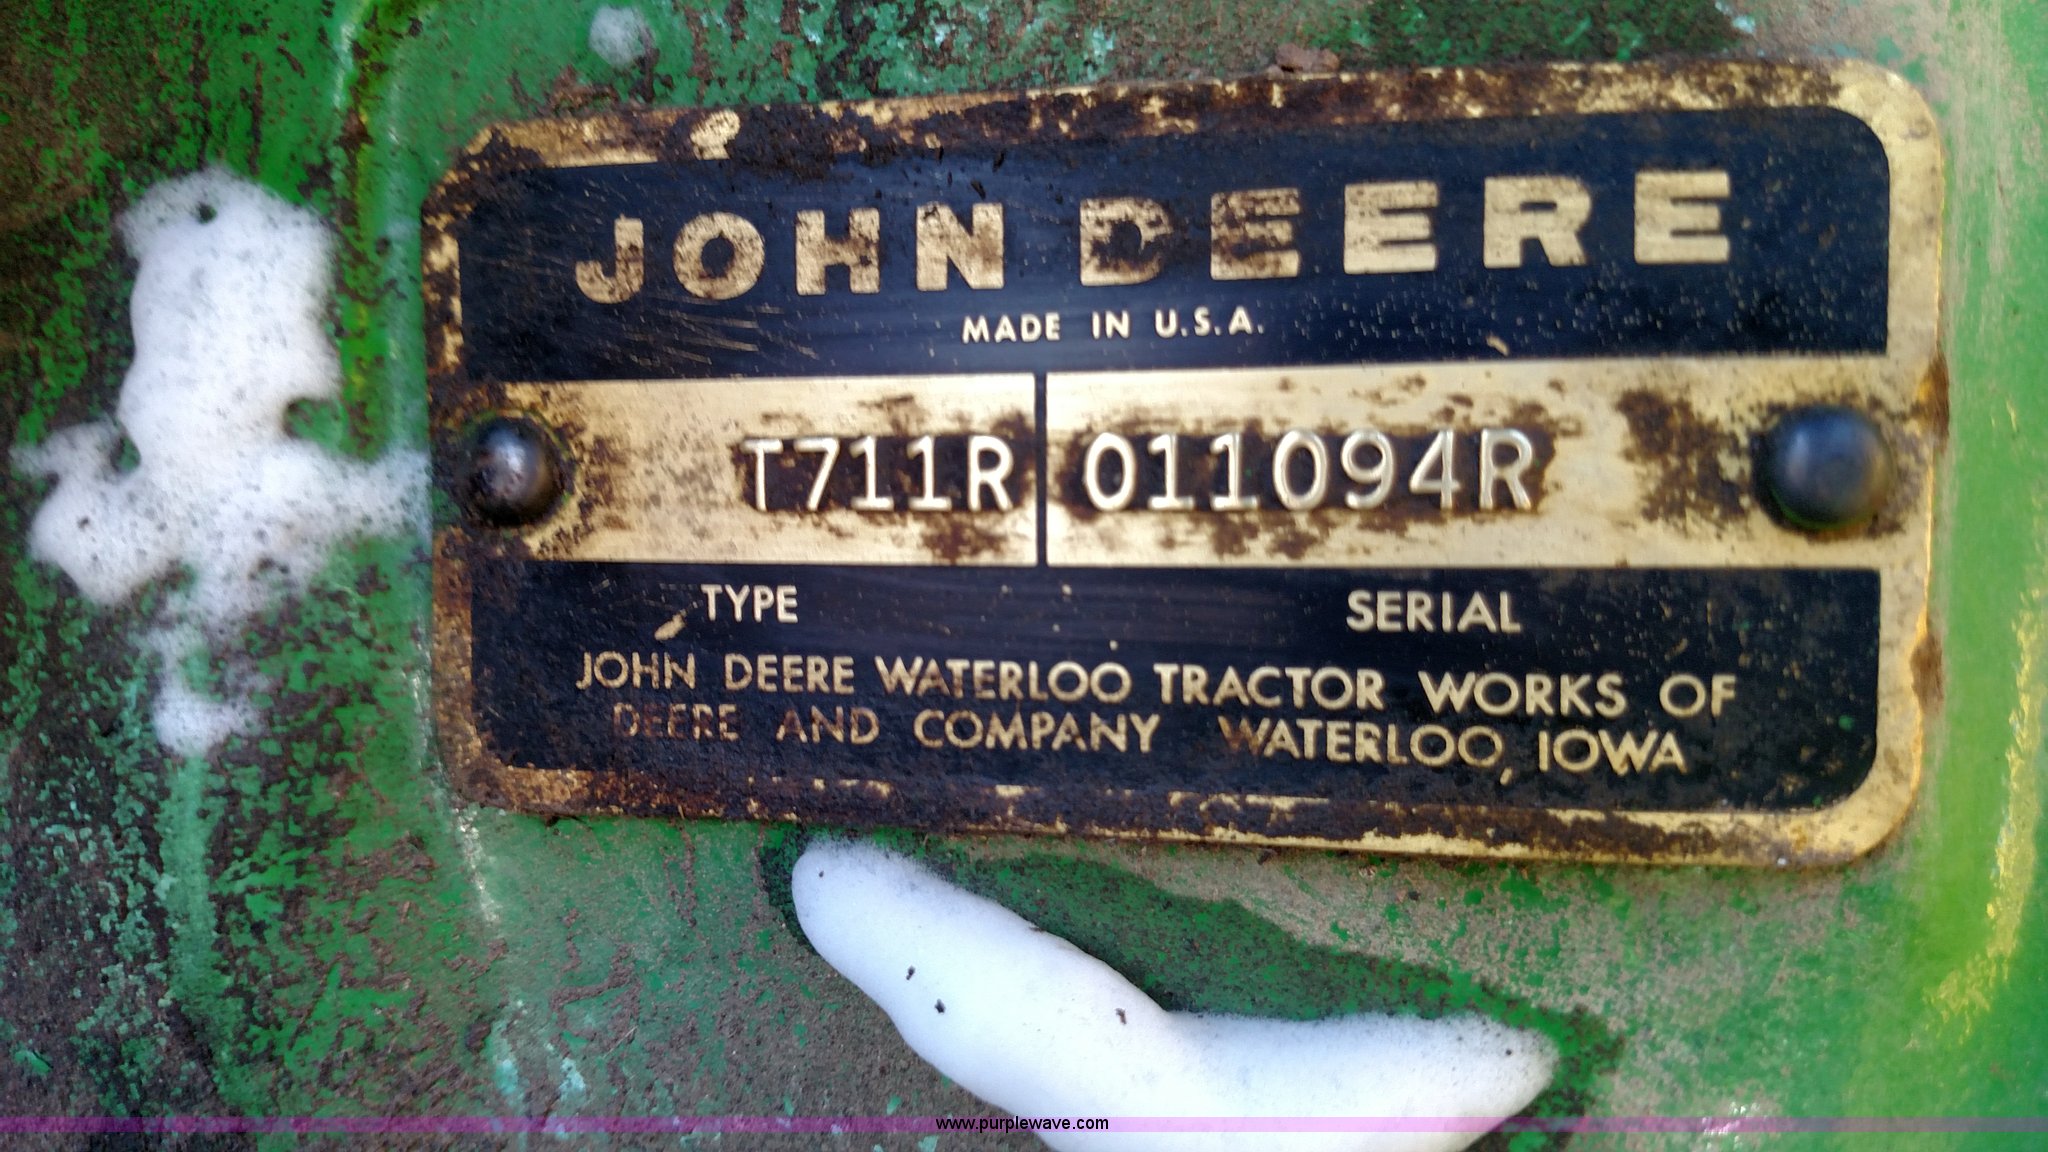 JOHN DEERE
MADE IN U.S.A.
T711R 011094R
TYPE SERIAL
JOHN DEERE WATERLOO TRACTOR WORKS OF
DEERE AND COMPANY WATERLOO, IOWA
www.purplewave.com